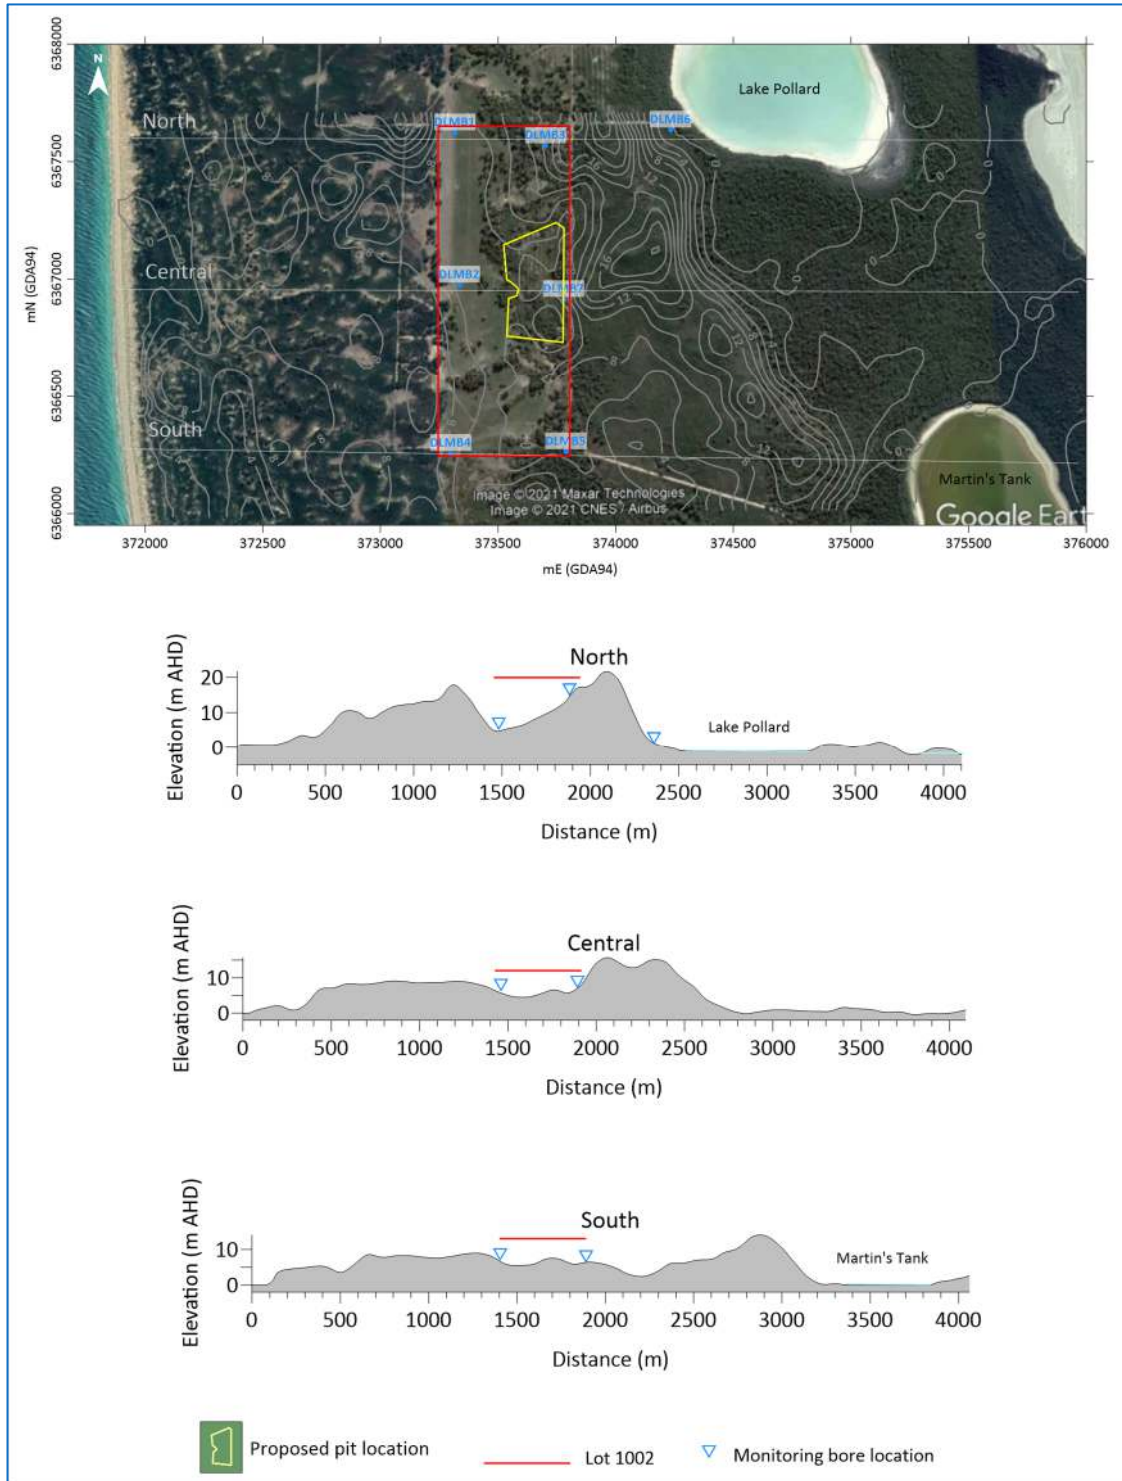 6368000
N
Lake Pollard
North
DLMB1
DLMB3
DLMB6
6367500
mN (GDA94)
Central
DLMB2
DLMB7
6367000
6366500
South
DLMB4
DLMB5
Martin's Tank
Image © 2021 Maxar Technologies
Image © 2021 CNES / Airbus
Google Eart
6366000
372000 372500 373000 373500 374000 374500 375000 375500 376000
mE (GDA94)
North
Elevation (m AHD)
20
10
0
Lake Pollard
0 500 1000 1500 2000 2500 3000 3500 4000
Distance (m)
Central
Elevation (m AHD)
10
0
0 500 1000 1500 2000 2500 3000 3500 4000
Distance (m)
South
Elevation (m AHD)
10
0
Martin's Tank
0 500 1000 1500 2000 2500 3000 3500 4000
Distance (m)
Proposed pit location
Lot 1002
Monitoring bore location